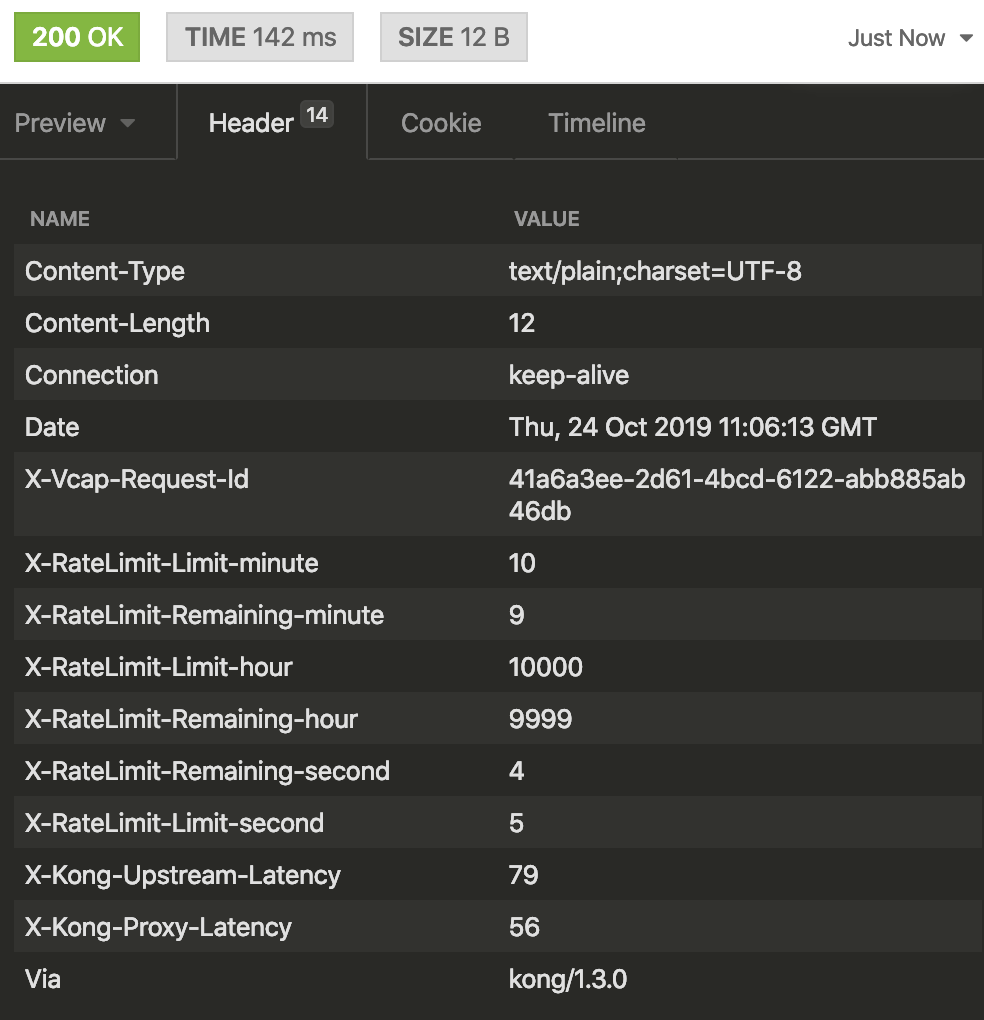 200 OK TIME 142 ms SIZE 12 B Just Now
Preview Header 14 Cookie Timeline
NAME VALUE
Content-Type text/plain;charset=UTF-8
Content-Length 12
Connection keep-alive
Date Thu, 24 Oct 2019 11:06:13 GMT
X-Vcap-Request-Id 41a6a3ee-2d61-4bcd-6122-abb885ab
46db
X-RateLimit-Limit-minute 10
X-RateLimit-Remaining-minute 9
X-RateLimit-Limit-hour 10000
X-RateLimit-Remaining-hour 9999
X-RateLimit-Remaining-second 4
X-RateLimit-Limit-second 5
X-Kong-Upstream-Latency 79
X-Kong-Proxy-Latency 56
Via kong/1.3.0